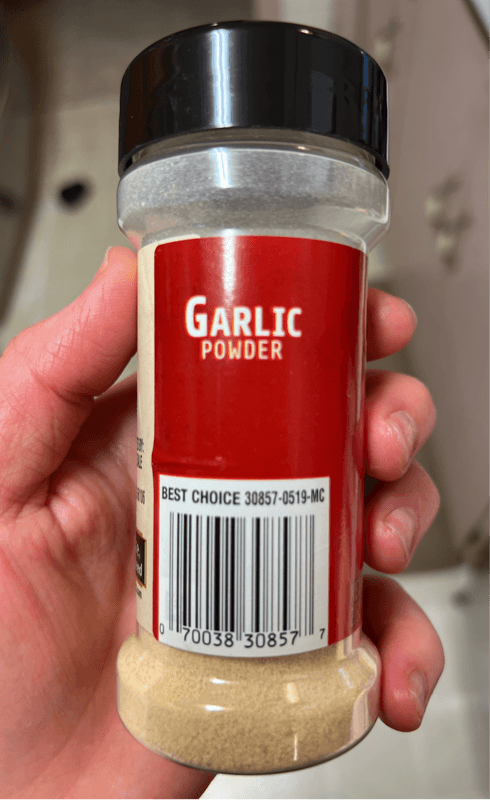 GARLIC
POWDER
BEST CHOICE 30857-0519-MC
0 70038 30857 7